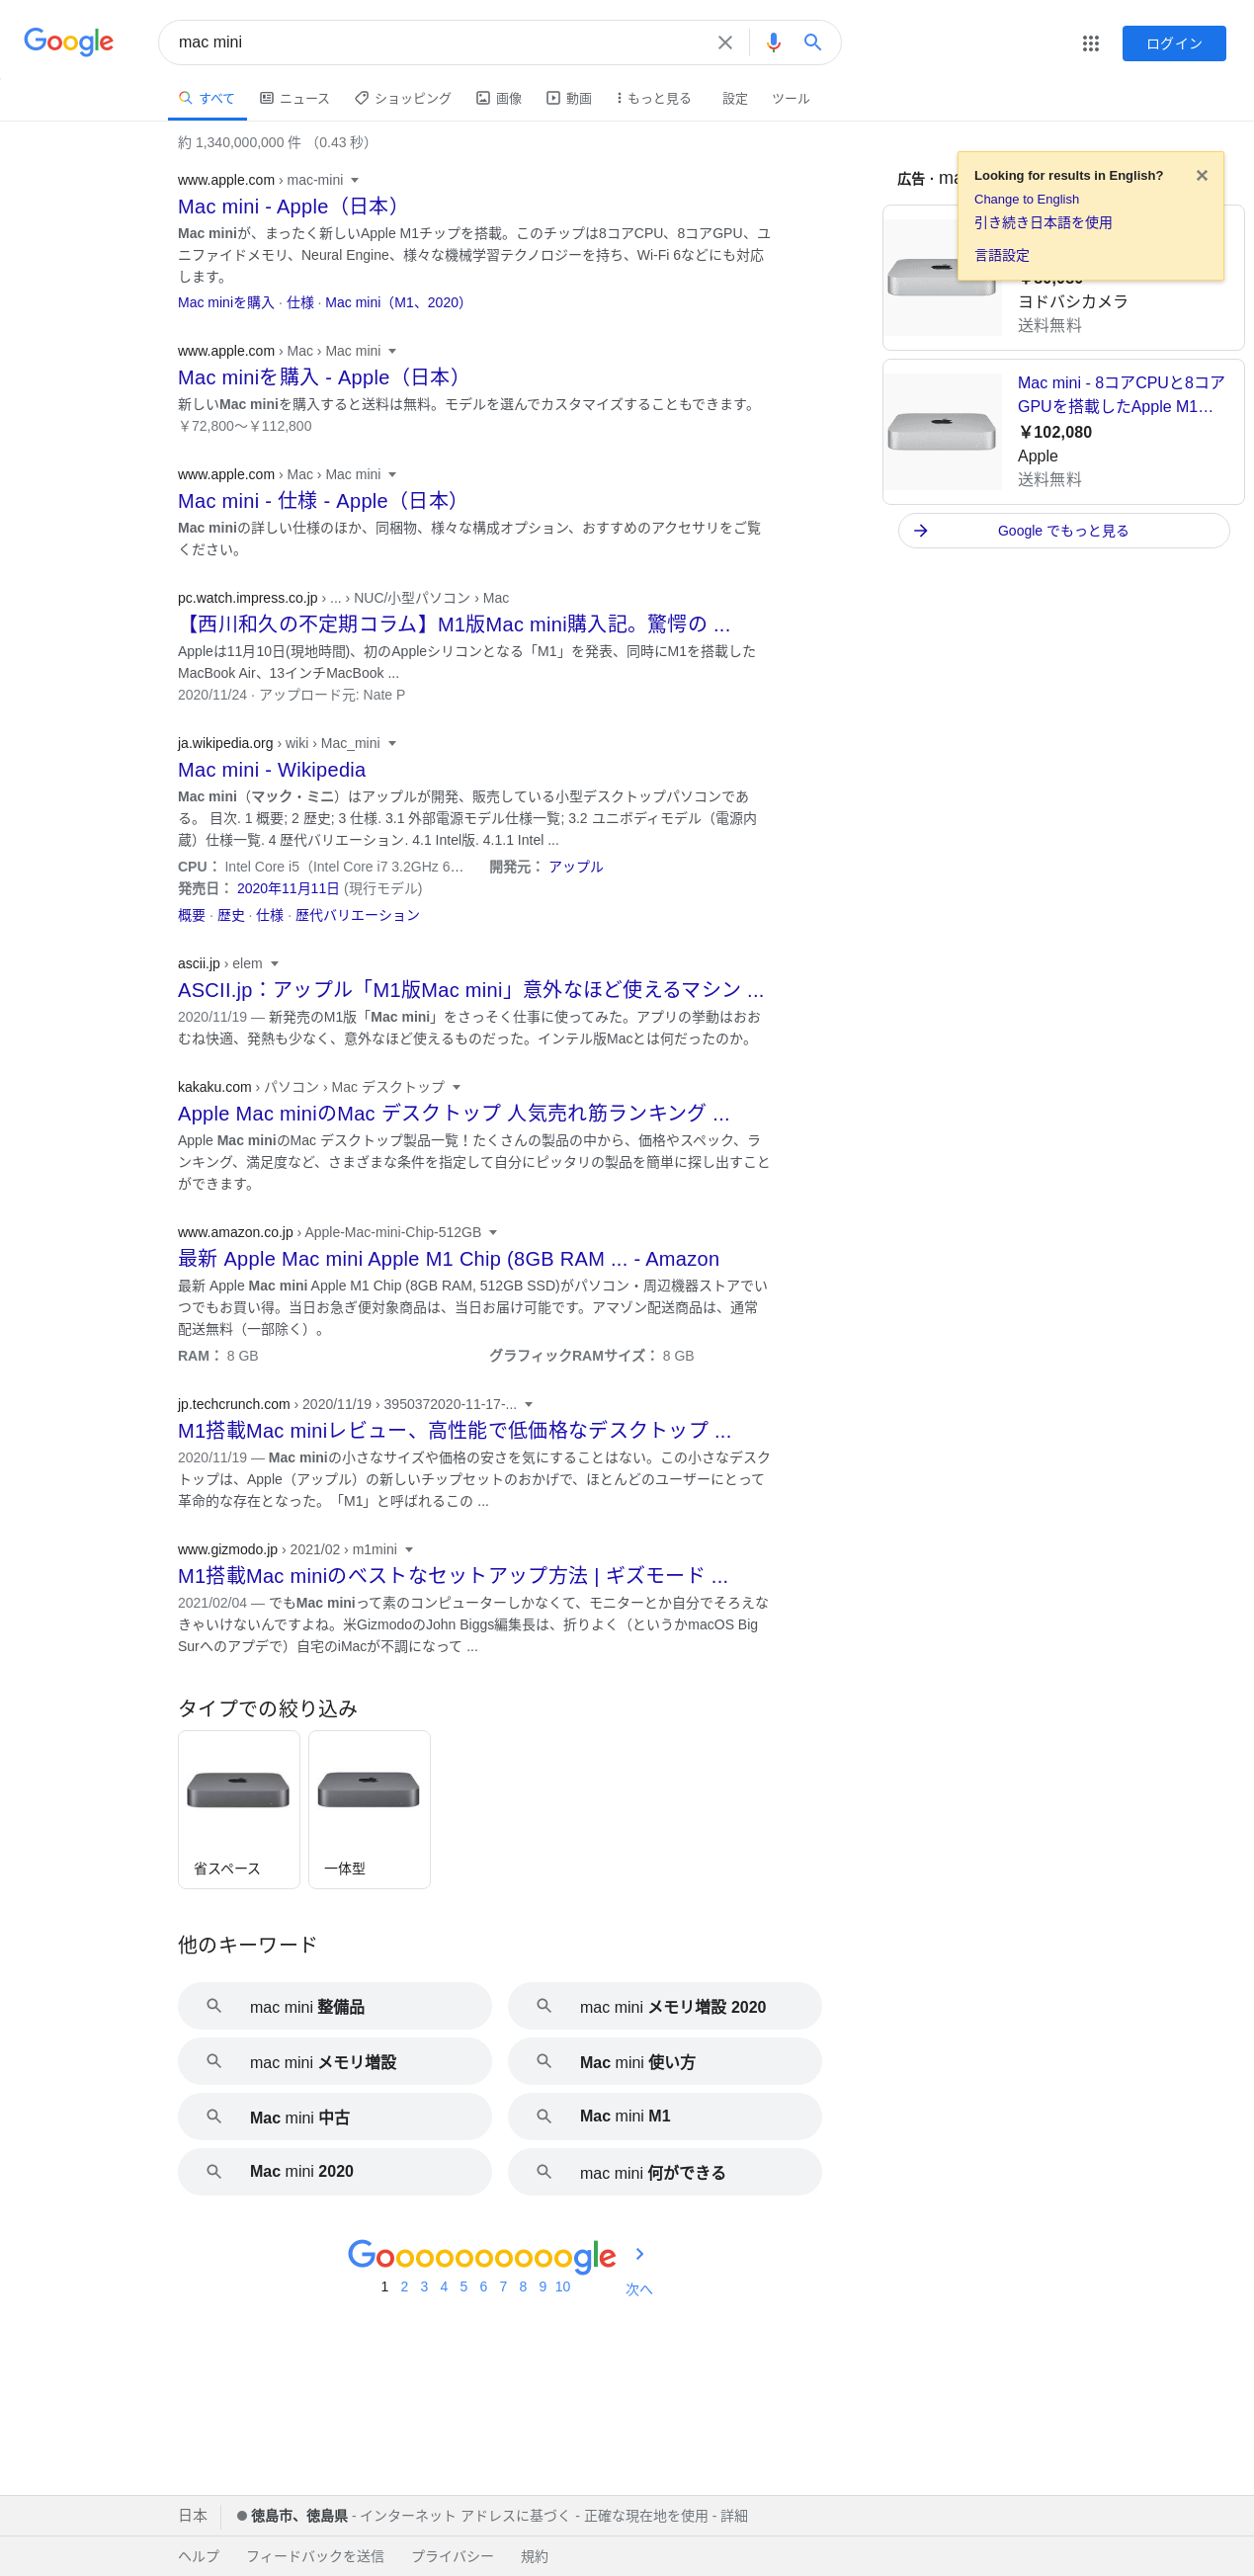 Google
mac mini
ログイン
すべて ニュース ショッピング 画像 動画 もっと見る 設定 ツール
約 1,340,000,000 件 （0.43 秒）
www.apple.com › mac-mini
Mac mini - Apple（日本）
Mac miniが、まったく新しいApple M1チップを搭載。このチップは8コアCPU、8コアGPU、ユ
ニファイドメモリ、Neural Engine、様々な機械学習テクノロジーを持ち、Wi-Fi 6などにも対応
します。
Mac miniを購入 · 仕様 · Mac mini（M1、2020）
www.apple.com › Mac › Mac mini
Mac miniを購入 - Apple（日本）
新しいMac miniを購入すると送料は無料。モデルを選んでカスタマイズすることもできます。
￥72,800～￥112,800
www.apple.com › Mac › Mac mini
Mac mini - 仕様 - Apple（日本）
Mac miniの詳しい仕様のほか、同梱物、様々な構成オプション、おすすめのアクセサリをご覧
ください。
pc.watch.impress.co.jp › ... › NUC/小型パソコン › Mac
【西川和久の不定期コラム】M1版Mac mini購入記。驚愕の ...
Appleは11月10日(現地時間)、初のAppleシリコンとなる「M1」を発表、同時にM1を搭載した
MacBook Air、13インチMacBook ...
2020/11/24 · アップロード元: Nate P
ja.wikipedia.org › wiki › Mac_mini
Mac mini - Wikipedia
Mac mini（マック・ミニ）はアップルが開発、販売している小型デスクトップパソコンであ
る。 目次. 1 概要; 2 歴史; 3 仕様. 3.1 外部電源モデル仕様一覧; 3.2 ユニボディモデル（電源内
蔵）仕様一覧. 4 歴代バリエーション. 4.1 Intel版. 4.1.1 Intel ...
CPU： Intel Core i5（Intel Core i7 3.2GHz 6… 開発元： アップル
発売日： 2020年11月11日 (現行モデル)
概要 · 歴史 · 仕様 · 歴代バリエーション
ascii.jp › elem
ASCII.jp：アップル「M1版Mac mini」意外なほど使えるマシン ...
2020/11/19 — 新発売のM1版「Mac mini」をさっそく仕事に使ってみた。アプリの挙動はおお
むね快適、発熱も少なく、意外なほど使えるものだった。インテル版Macとは何だったのか。
kakaku.com › パソコン › Mac デスクトップ
Apple Mac miniのMac デスクトップ 人気売れ筋ランキング ...
Apple Mac miniのMac デスクトップ製品一覧！たくさんの製品の中から、価格やスペック、ラ
ンキング、満足度など、さまざまな条件を指定して自分にピッタリの製品を簡単に探し出すこと
ができます。
www.amazon.co.jp › Apple-Mac-mini-Chip-512GB
最新 Apple Mac mini Apple M1 Chip (8GB RAM ... - Amazon
最新 Apple Mac mini Apple M1 Chip (8GB RAM, 512GB SSD)がパソコン・周辺機器ストアでい
つでもお買い得。当日お急ぎ便対象商品は、当日お届け可能です。アマゾン配送商品は、通常
配送無料（一部除く）。
RAM： 8 GB グラフィックRAMサイズ： 8 GB
jp.techcrunch.com › 2020/11/19 › 3950372020-11-17-...
M1搭載Mac miniレビュー、高性能で低価格なデスクトップ ...
2020/11/19 — Mac miniの小さなサイズや価格の安さを気にすることはない。この小さなデスク
トップは、Apple（アップル）の新しいチップセットのおかげで、ほとんどのユーザーにとって
革命的な存在となった。「M1」と呼ばれるこの ...
www.gizmodo.jp › 2021/02 › m1mini
M1搭載Mac miniのベストなセットアップ方法 | ギズモード ...
2021/02/04 — でもMac miniって素のコンピューターしかなくて、モニターとか自分でそろえな
きゃいけないんですよね。米GizmodoのJohn Biggs編集長は、折りよく（というかmacOS Big
Surへのアプデで）自宅のiMacが不調になって ...
広告 ·
Looking for results in English?
Change to English
引き続き日本語を使用
言語設定
ヨドバシカメラ
送料無料
Mac mini - 8コアCPUと8コア
GPUを搭載したApple M1…
￥102,080
Apple
送料無料
Google でもっと見る
タイプでの絞り込み
省スペース 一体型
他のキーワード
mac mini 整備品 mac mini メモリ増設 2020
mac mini メモリ増設 Mac mini 使い方
Mac mini 中古 Mac mini M1
Mac mini 2020 mac mini 何ができる
Goooooooooogle
1 2 3 4 5 6 7 8 9 10 次へ
日本 徳島市、徳島県 - インターネット アドレスに基づく - 正確な現在地を使用 - 詳細
ヘルプ フィードバックを送信 プライバシー 規約